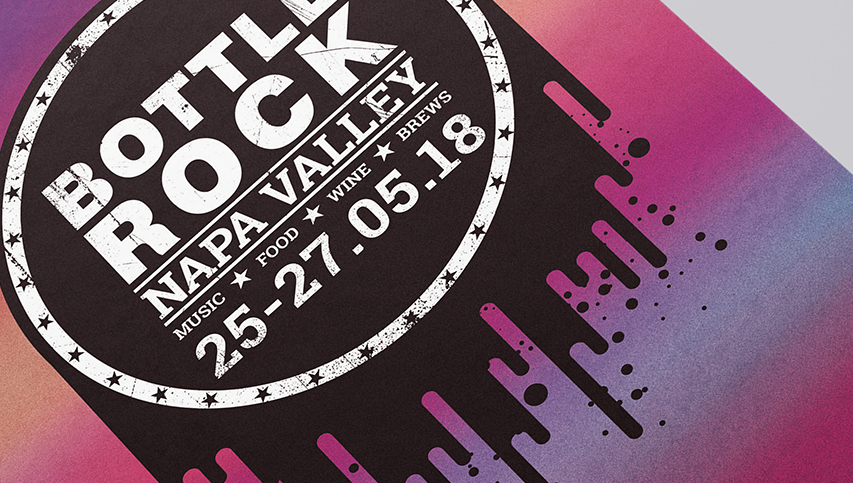 BOTTLE
ROCK
NAPA VALLEY
MUSIC ★ FOOD ★ WINE ★ BREWS
25-27.05.18